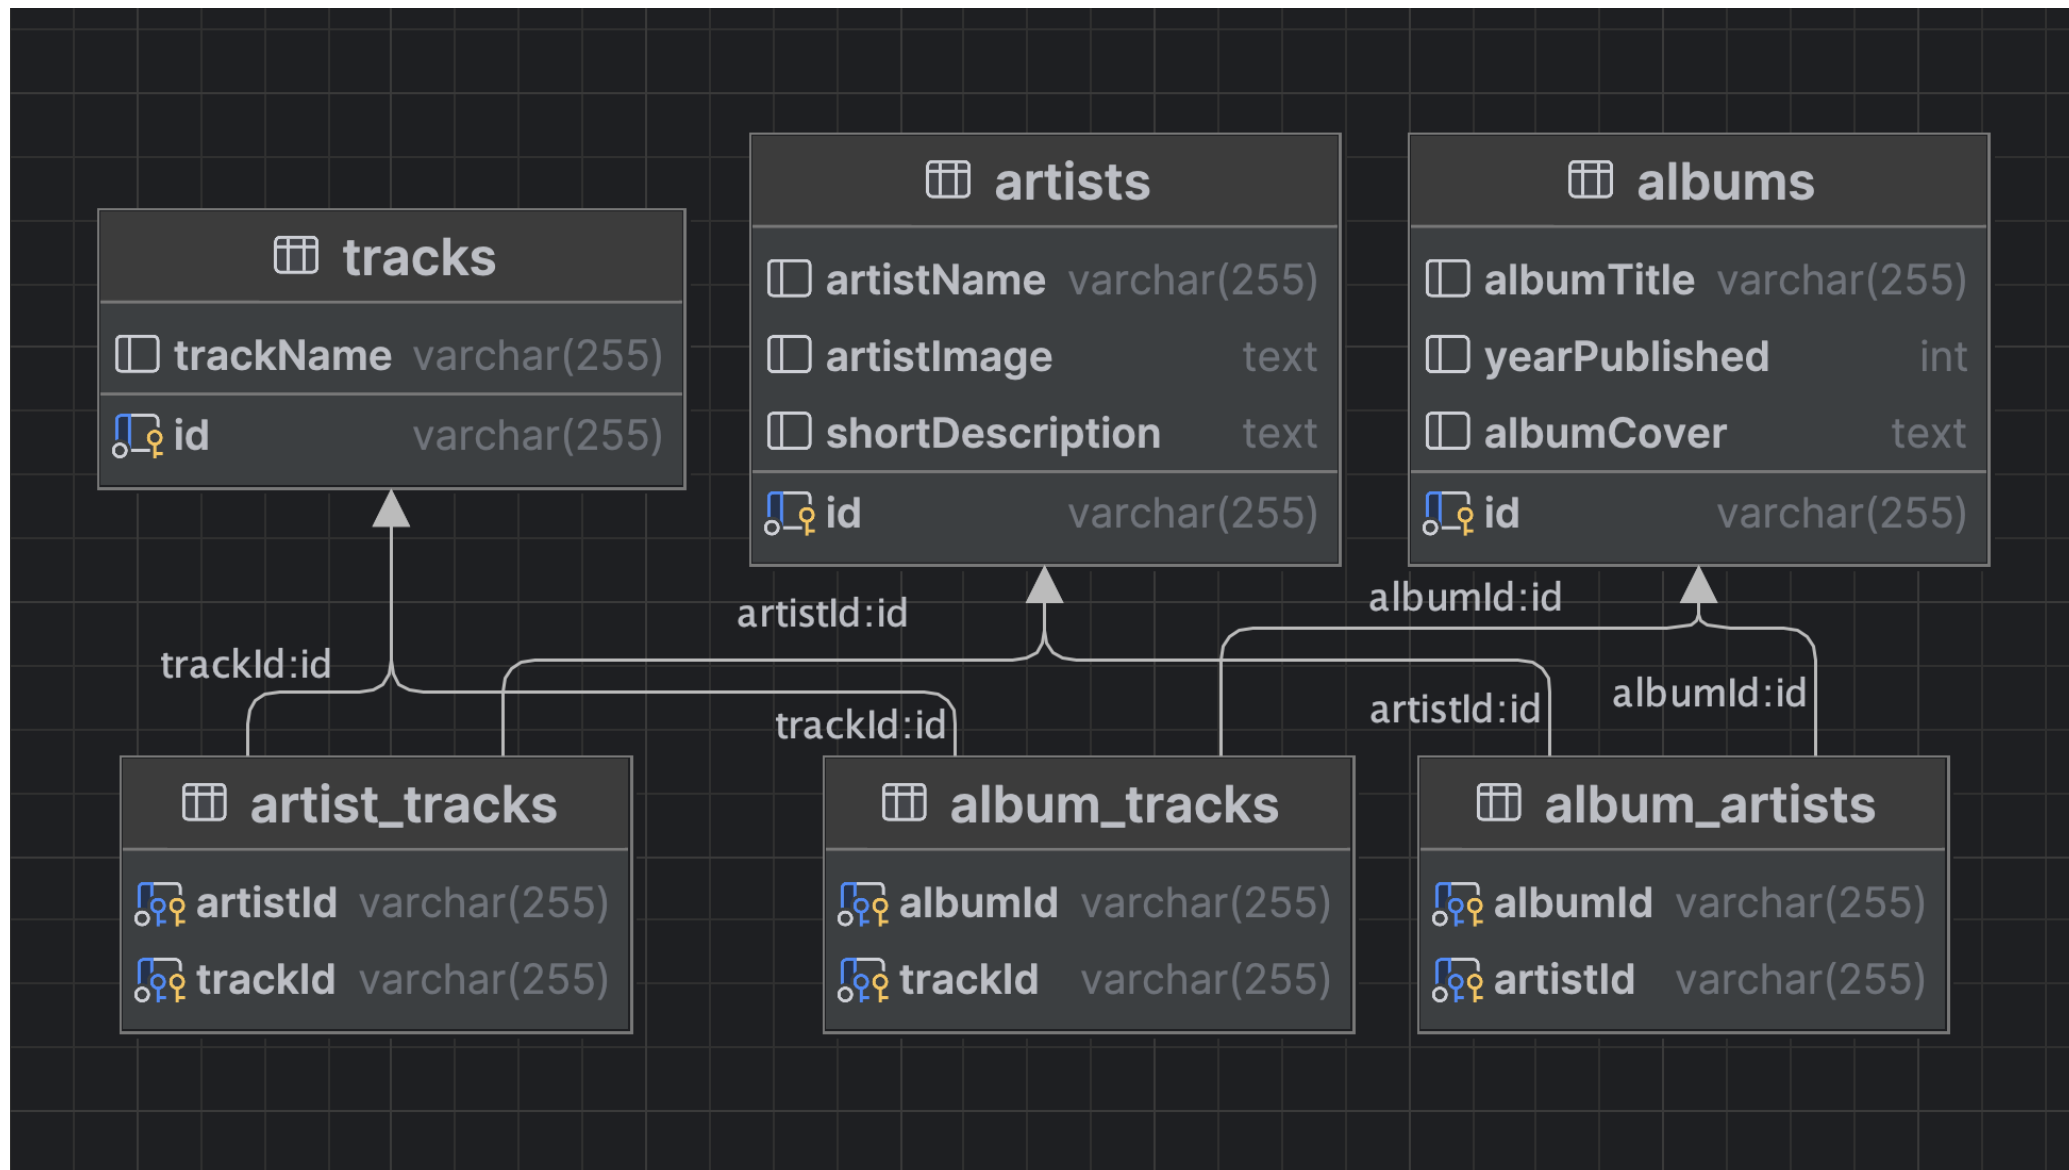 tracks
trackName varchar(255)
id varchar(255)
artists
artistName varchar(255)
artistImage text
shortDescription text
id varchar(255)
albums
albumTitle varchar(255)
yearPublished int
albumCover text
id varchar(255)
trackId:id
artistId:id
trackId:id
albumId:id
artistId:id
albumId:id
artist_tracks
artistId varchar(255)
trackId varchar(255)
album_tracks
albumId varchar(255)
trackId varchar(255)
album_artists
albumId varchar(255)
artistId varchar(255)